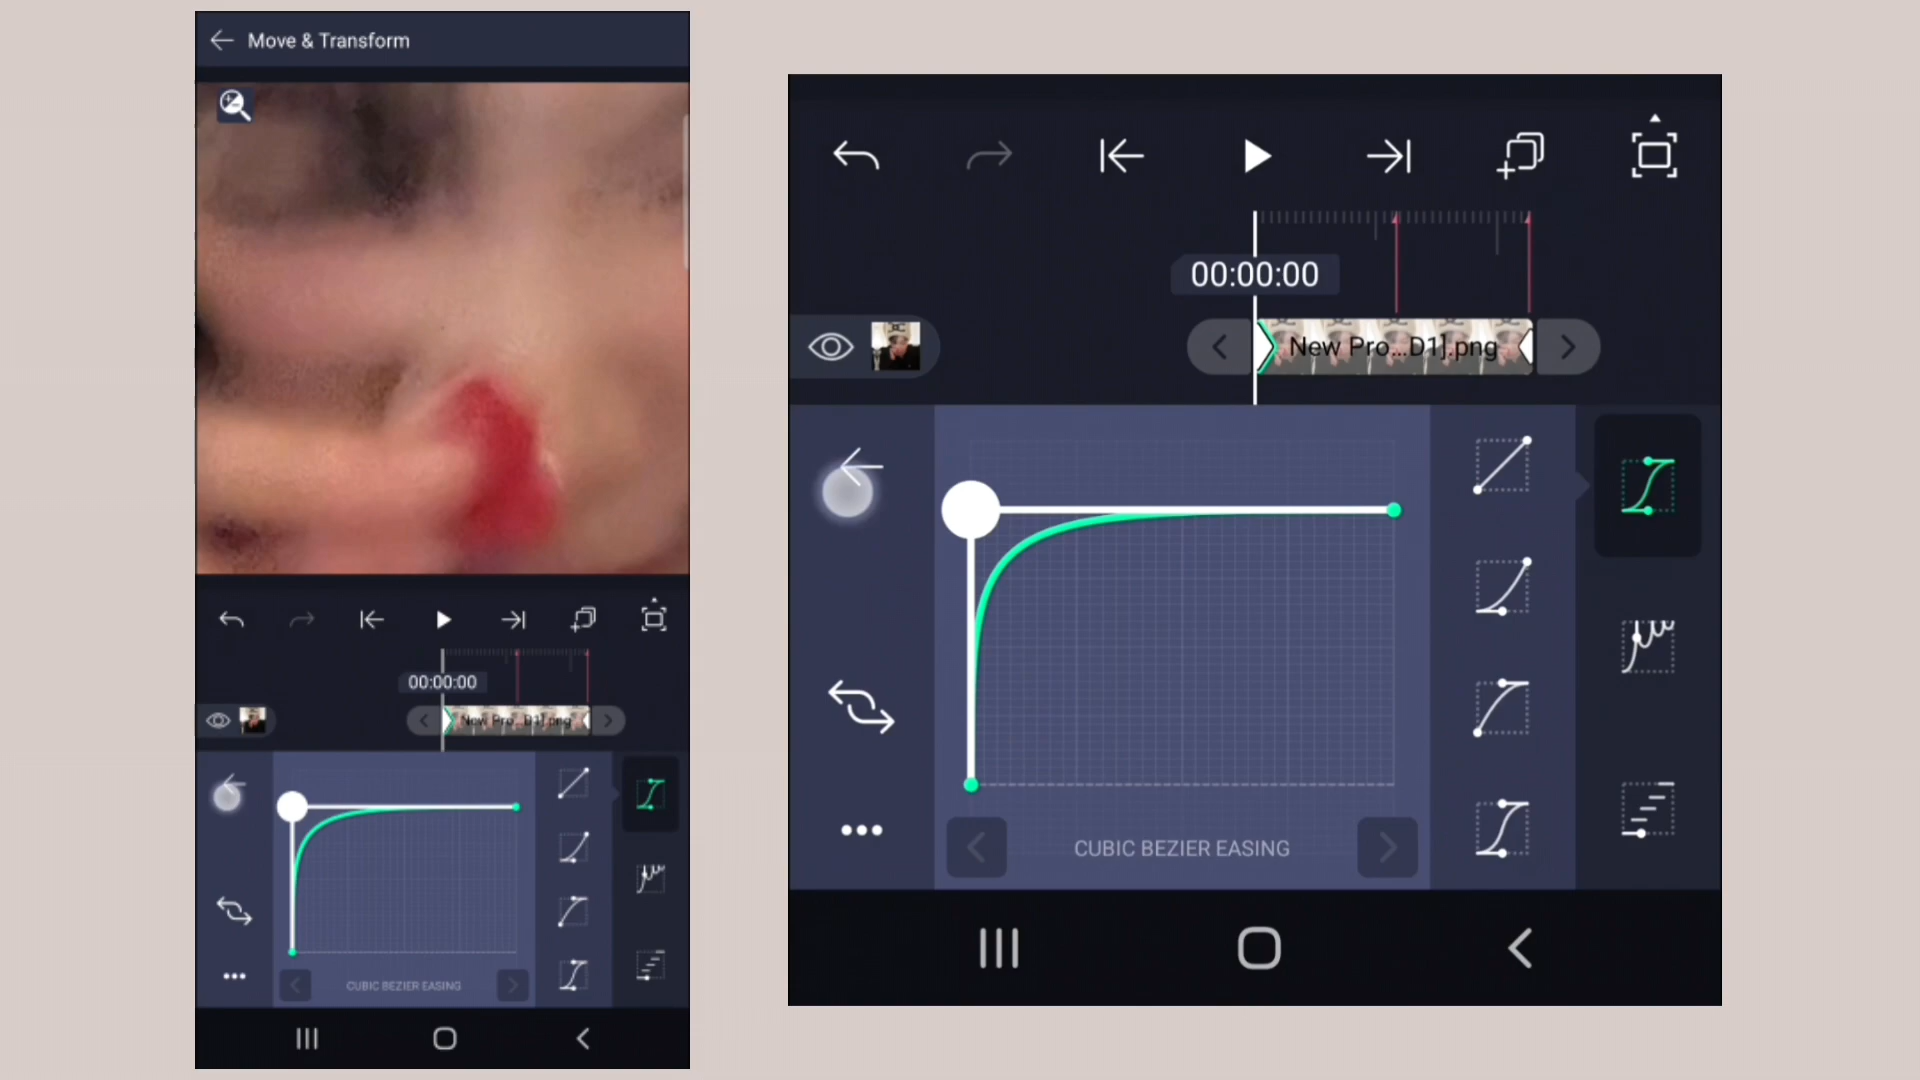 Move & Transform
00:00:00
New Pro...D1].png
CUBIC BEZIER EASING
00:00:00
New Pro...D1].png
CUBIC BEZIER EASING